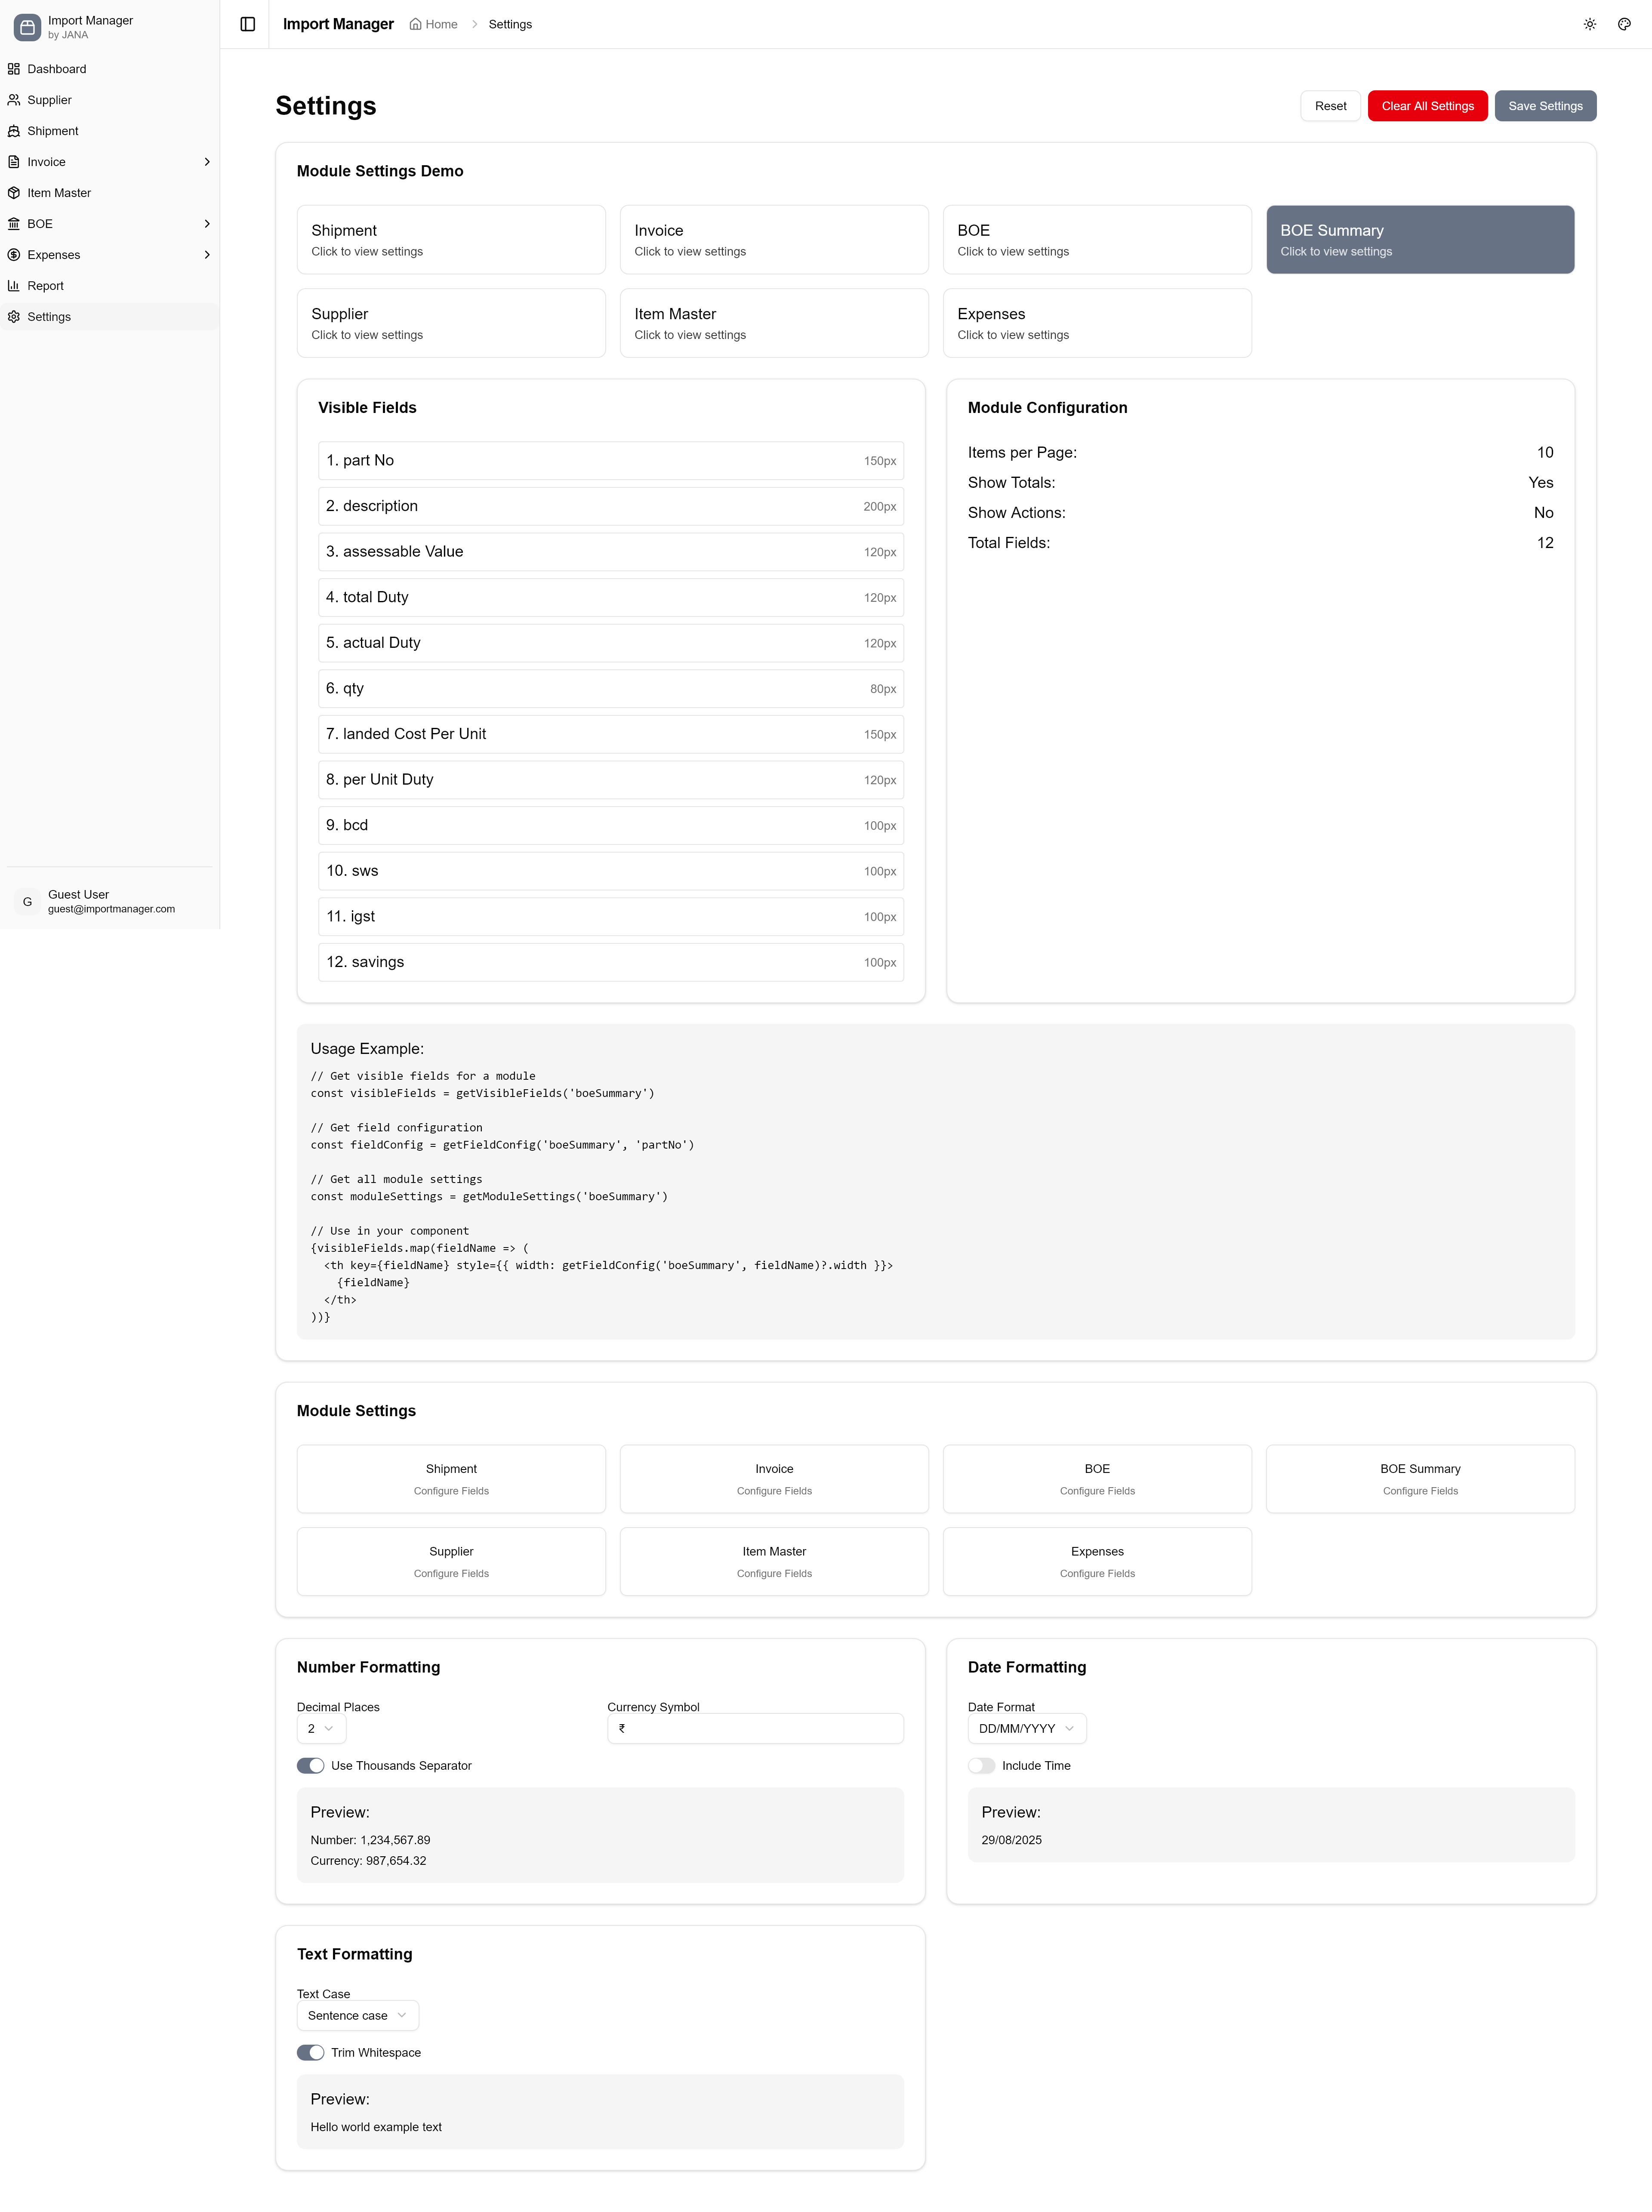 Import Manager
by JANA
Dashboard
Supplier
Shipment
Invoice
Item Master
BOE
Expenses
Report
Settings
G
Guest User
guest@importmanager.com
Import Manager
Home
Settings
Settings
Reset
Clear All Settings
Save Settings
Module Settings Demo
Shipment
Click to view settings
Invoice
Click to view settings
BOE
Click to view settings
BOE Summary
Click to view settings
Supplier
Click to view settings
Item Master
Click to view settings
Expenses
Click to view settings
Visible Fields
1. part No 150px
2. description 200px
3. assessable Value 120px
4. total Duty 120px
5. actual Duty 120px
6. qty 80px
7. landed Cost Per Unit 150px
8. per Unit Duty 120px
9. bcd 100px
10. sws 100px
11. igst 100px
12. savings 100px
Module Configuration
Items per Page: 10
Show Totals: Yes
Show Actions: No
Total Fields: 12
Usage Example:
// Get visible fields for a module
const visibleFields = getVisibleFields('boeSummary')
// Get field configuration
const fieldConfig = getFieldConfig('boeSummary', 'partNo')
// Get all module settings
const moduleSettings = getModuleSettings('boeSummary')
// Use in your component
{visibleFields.map(fieldName => (
<th key={fieldName} style={{ width: getFieldConfig('boeSummary', fieldName)?.width }}>
{fieldName}
</th>
))}
Module Settings
Shipment
Configure Fields
Invoice
Configure Fields
BOE
Configure Fields
BOE Summary
Configure Fields
Supplier
Configure Fields
Item Master
Configure Fields
Expenses
Configure Fields
Number Formatting
Decimal Places
2
Currency Symbol
₹
Use Thousands Separator
Preview:
Number: 1,234,567.89
Currency: 987,654.32
Date Formatting
Date Format
DD/MM/YYYY
Include Time
Preview:
29/08/2025
Text Formatting
Text Case
Sentence case
Trim Whitespace
Preview:
Hello world example text